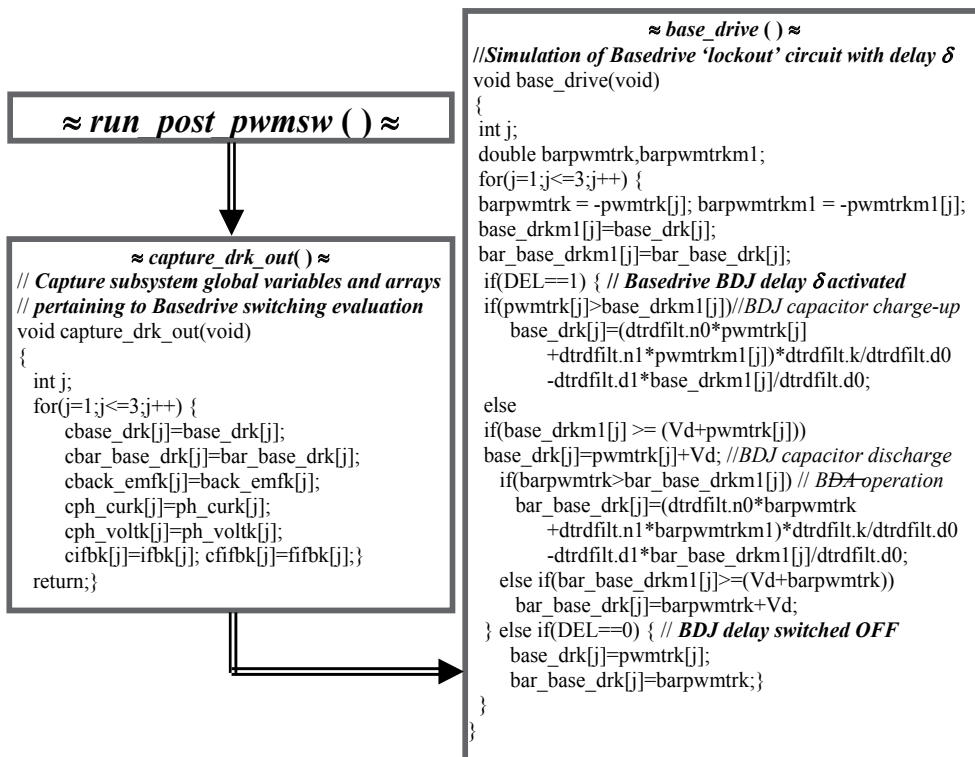 ≈ run_post_pwmsw ( ) ≈
≈ capture_drk_out( ) ≈
// Capture subsystem global variables and arrays
// pertaining to Basedrive switching evaluation
void capture_drk_out(void)
{
int j;
for(j=1;j<=3;j++) {
cbase_drk[j]=base_drk[j];
cbar_base_drk[j]=bar_base_drk[j];
cback_emfk[j]=back_emfk[j];
cph_curk[j]=ph_curk[j];
cph_voltk[j]=ph_voltk[j];
cifbk[j]=ifbk[j]; cfifbk[j]=fifbk[j];}
return;}
≈ base_drive ( ) ≈
//Simulation of Basedrive ‘lockout’ circuit with delay δ
void base_drive(void)
{
int j;
double barpwmtrk,barpwmtrkm1;
for(j=1;j<=3;j++) {
barpwmtrk = -pwmtrk[j]; barpwmtrkm1 = -pwmtrkm1[j];
base_drkm1[j]=base_drk[j];
bar_base_drkm1[j]=bar_base_drk[j];
if(DEL==1) { // Basedrive BDJ delay δ activated
if(pwmtrk[j]>base_drkm1[j])//BDJ capacitor charge-up
base_drk[j]=(dtrdfilt.n0*pwmtrk[j]
+dtrdfilt.n1*pwmtrkm1[j])*dtrdfilt.k/dtrdfilt.d0
-dtrdfilt.d1*base_drkm1[j]/dtrdfilt.d0;
else
if(base_drkm1[j] >= (Vd+pwmtrk[j]))
base_drk[j]=pwmtrk[j]+Vd; //BDJ capacitor discharge
if(barpwmtrk>bar_base_drkm1[j]) // BDA operation
bar_base_drk[j]=(dtrdfilt.n0*barpwmtrk
+dtrdfilt.n1*barpwmtrkm1)*dtrdfilt.k/dtrdfilt.d0
-dtrdfilt.d1*bar_base_drkm1[j]/dtrdfilt.d0;
else if(bar_base_drkm1[j]>=(Vd+barpwmtrk))
bar_base_drk[j]=barpwmtrk+Vd;
} else if(DEL==0) { // BDJ delay switched OFF
base_drk[j]=pwmtrk[j];
bar_base_drk[j]=barpwmtrk;}
}
}